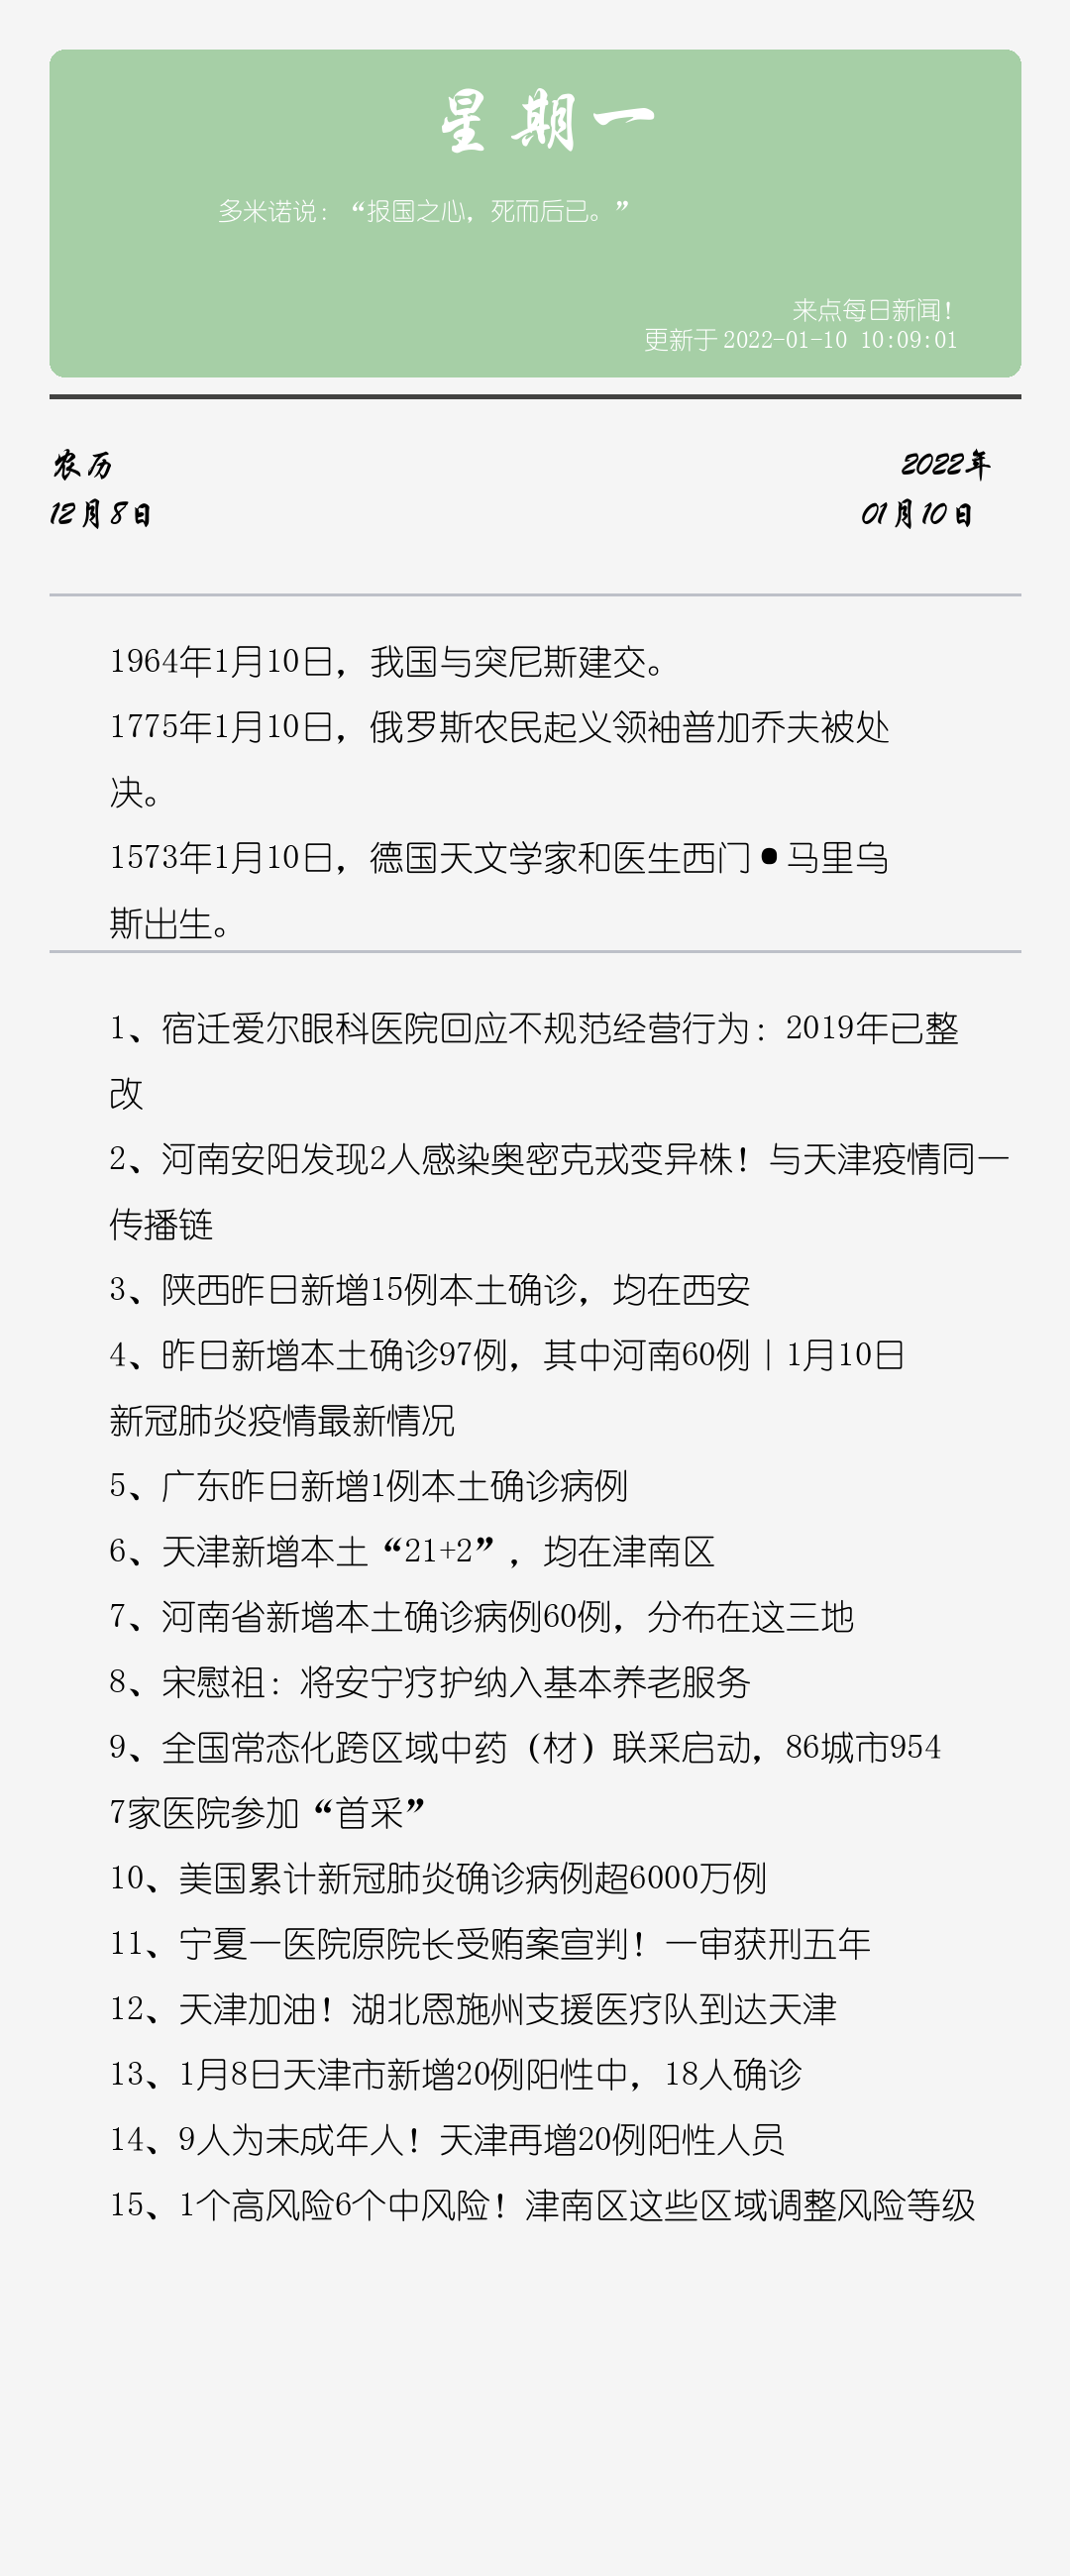 星期一
多米诺说：“报国之心，死而后已。”
来点每日新闻！
更新于 2022-01-10 10:09:01
农历
2022年
12月8日
01月10日
1964年1月10日，我国与突尼斯建交。
1775年1月10日，俄罗斯农民起义领袖普加乔夫被处
决。
1573年1月10日，德国天文学家和医生西门•马里乌
斯出生。
1、宿迁爱尔眼科医院回应不规范经营行为：2019年已整
改
2、河南安阳发现2人感染奥密克戎变异株！与天津疫情同一
传播链
3、陕西昨日新增15例本土确诊，均在西安
4、昨日新增本土确诊97例，其中河南60例｜1月10日
新冠肺炎疫情最新情况
5、广东昨日新增1例本土确诊病例
6、天津新增本土“21+2”，均在津南区
7、河南省新增本土确诊病例60例，分布在这三地
8、宋慰祖：将安宁疗护纳入基本养老服务
9、全国常态化跨区域中药（材）联采启动，86城市954
7家医院参加“首采”
10、美国累计新冠肺炎确诊病例超6000万例
11、宁夏一医院原院长受贿案宣判！一审获刑五年
12、天津加油！湖北恩施州支援医疗队到达天津
13、1月8日天津市新增20例阳性中，18人确诊
14、9人为未成年人！天津再增20例阳性人员
15、1个高风险6个中风险！津南区这些区域调整风险等级